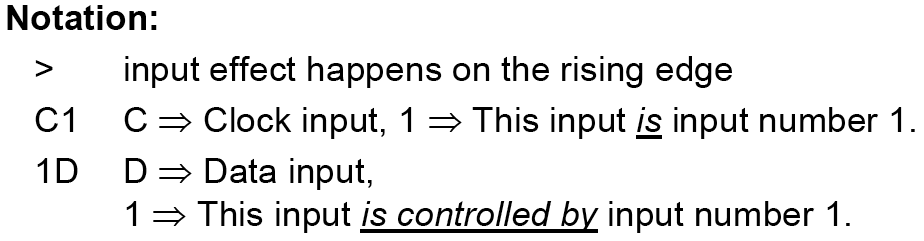 Notation:
> input effect happens on the rising edge
C1 C ⇒ Clock input, 1 ⇒ This input is input number 1.
1D D ⇒ Data input,
1 ⇒ This input is controlled by input number 1.